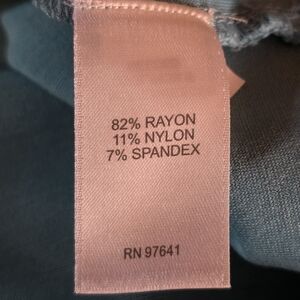 82% RAYON
11% NYLON
7% SPANDEX
RN 97641